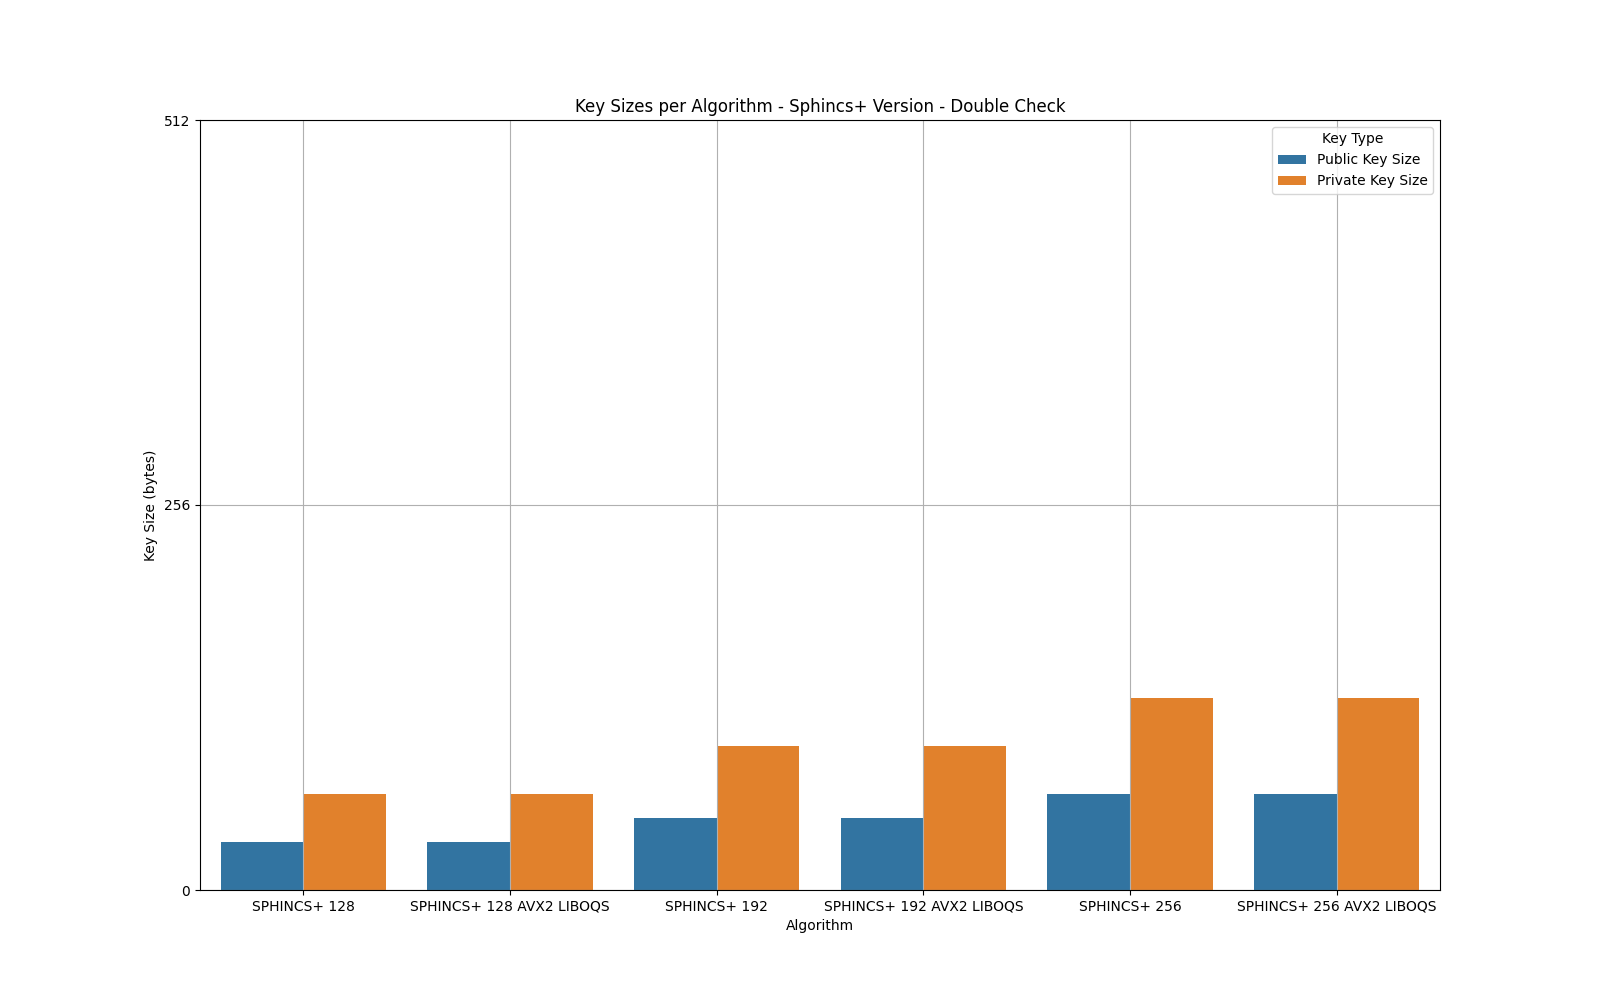 Key Sizes per Algorithm - Sphincs+ Version - Double Check
512
256
0
Key Size (bytes)
Key Type
Public Key Size
Private Key Size
SPHINCS+ 128
SPHINCS+ 128 AVX2 LIBOQS
SPHINCS+ 192
SPHINCS+ 192 AVX2 LIBOQS
SPHINCS+ 256
SPHINCS+ 256 AVX2 LIBOQS
Algorithm